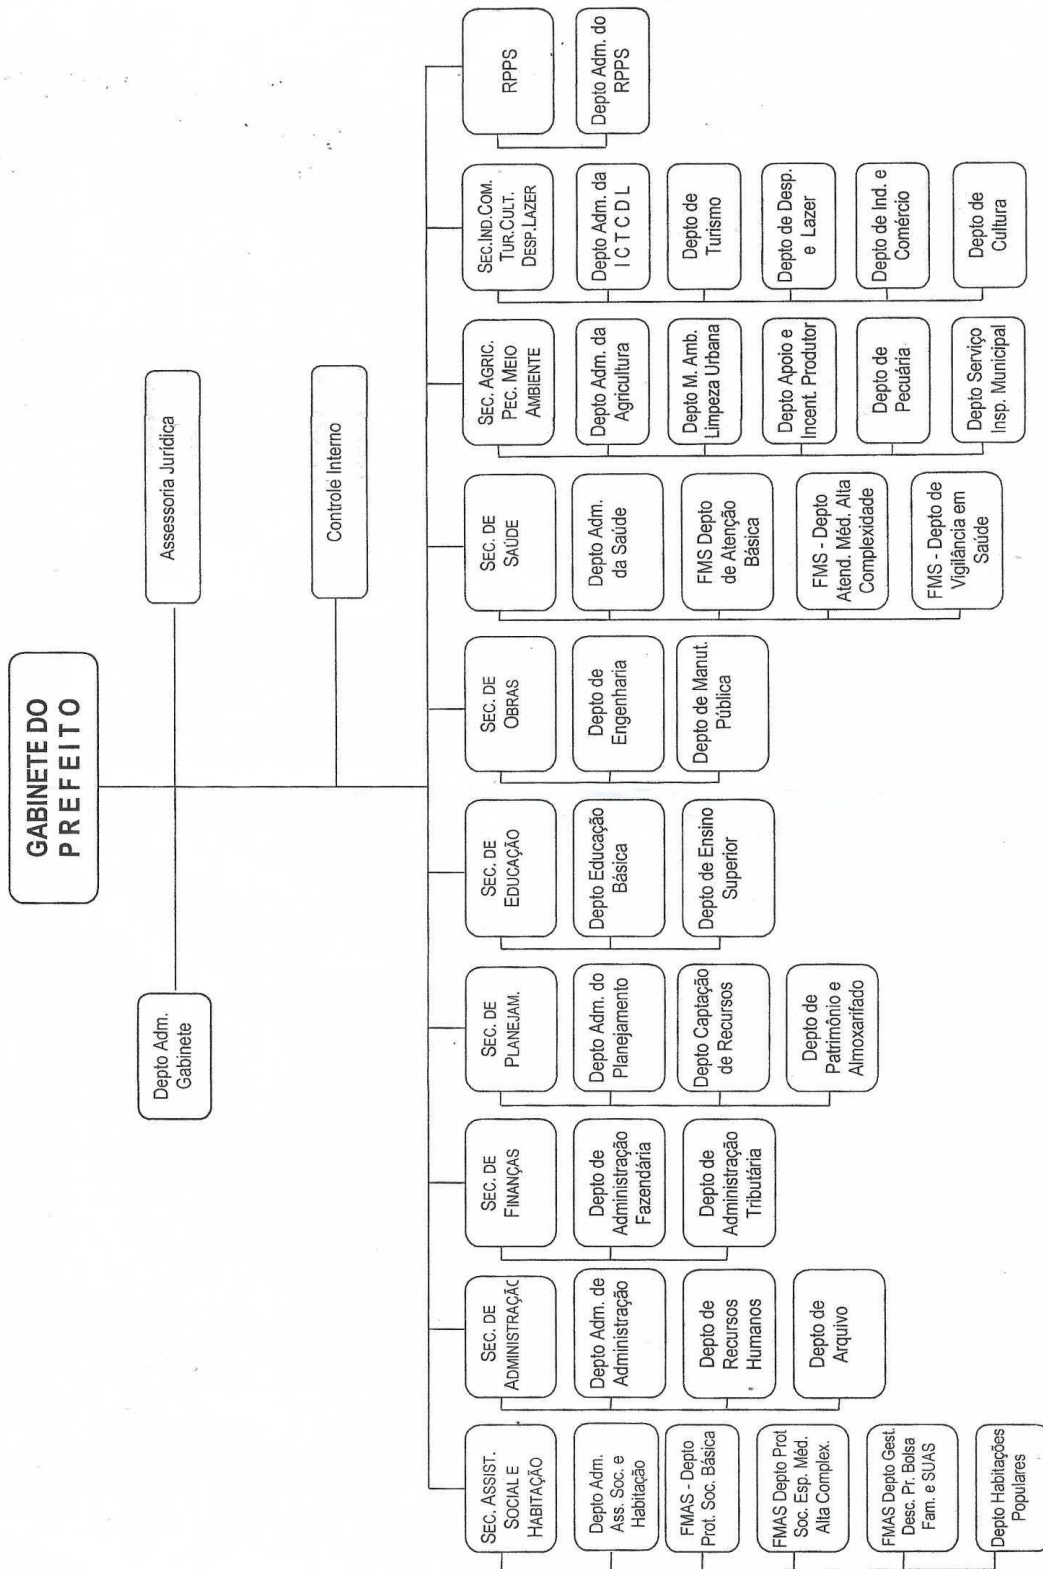 GABINETE DO
PREFEITO
Depto Adm.
Gabinete
Assessoria Jurídica
Controle Interno
SEC. ASSIST.
SOCIAL E
HABITAÇÃO
Depto Adm.
Ass. Soc. e
Habitação
FMAS - Depto
Prot. Soc. Básica
FMAS Depto Prot
Soc. Esp. Méd.
Alta Complex.
FMAS Depto Gest.
Desc. Pr. Bolsa
Fam. e SUAS
Depto Habitações
Populares
SEC. DE
ADMINISTRAÇÃO
Depto Adm. de
Administração
Depto de
Recursos
Humanos
Depto de
Arquivo
SEC. DE
FINANÇAS
Depto de
Administração
Fazendária
Depto de
Administração
Tributária
SEC. DE
PLANEJAM.
Depto Adm. do
Planejamento
Depto Captação
de Recursos
Depto de
Patrimônio e
Almoxarifado
SEC. DE
EDUCAÇÃO
Depto Educação
Básica
Depto de Ensino
Superior
SEC. DE
OBRAS
Depto de
Engenharia
Depto de Manut.
Pública
SEC. DE
SAÚDE
Depto Adm.
da Saúde
FMS Depto
de Atenção
Básica
FMS - Depto
Atend. Méd. Alta
Complexidade
FMS - Depto de
Vigilância em
Saúde
SEC. AGRIC.
PEC. MEIO
AMBIENTE
Depto Adm. da
Agricultura
Depto M. Amb.
Limpeza Urbana
Depto Apoio e
Incent. Produtor
Depto de
Pecuária
Depto Serviço
Insp. Municipal
SEC.IND.COM.
TUR.CULT.
DESP.LAZER
Depto Adm. da
I C T C D L
Depto de
Turismo
Depto de Desp.
e Lazer
Depto de Ind. e
Comércio
Depto de
Cultura
RPPS
Depto Adm. do
RPPS